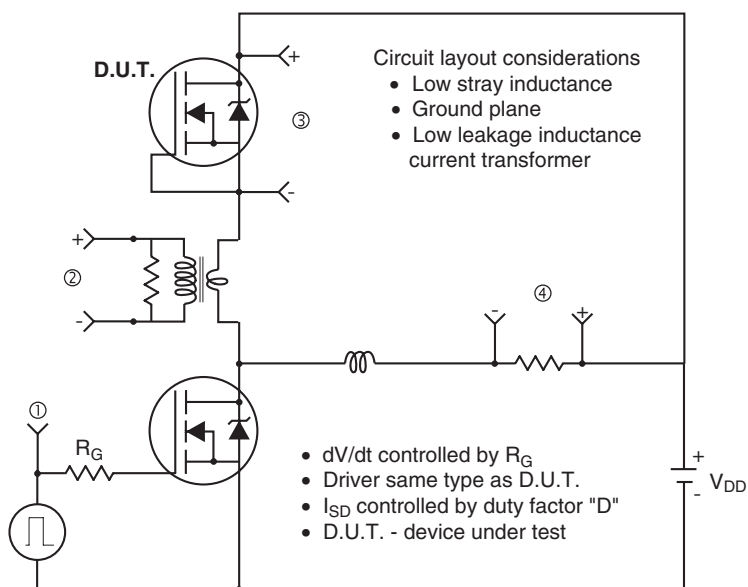 D.U.T.
+
-
③
Circuit layout considerations
• Low stray inductance
• Ground plane
• Low leakage inductance
current transformer
+
②
-
④
-
+
①
R_G
• dV/dt controlled by R_G
• Driver same type as D.U.T.
• I_SD controlled by duty factor "D"
• D.U.T. - device under test
+
V_DD
-